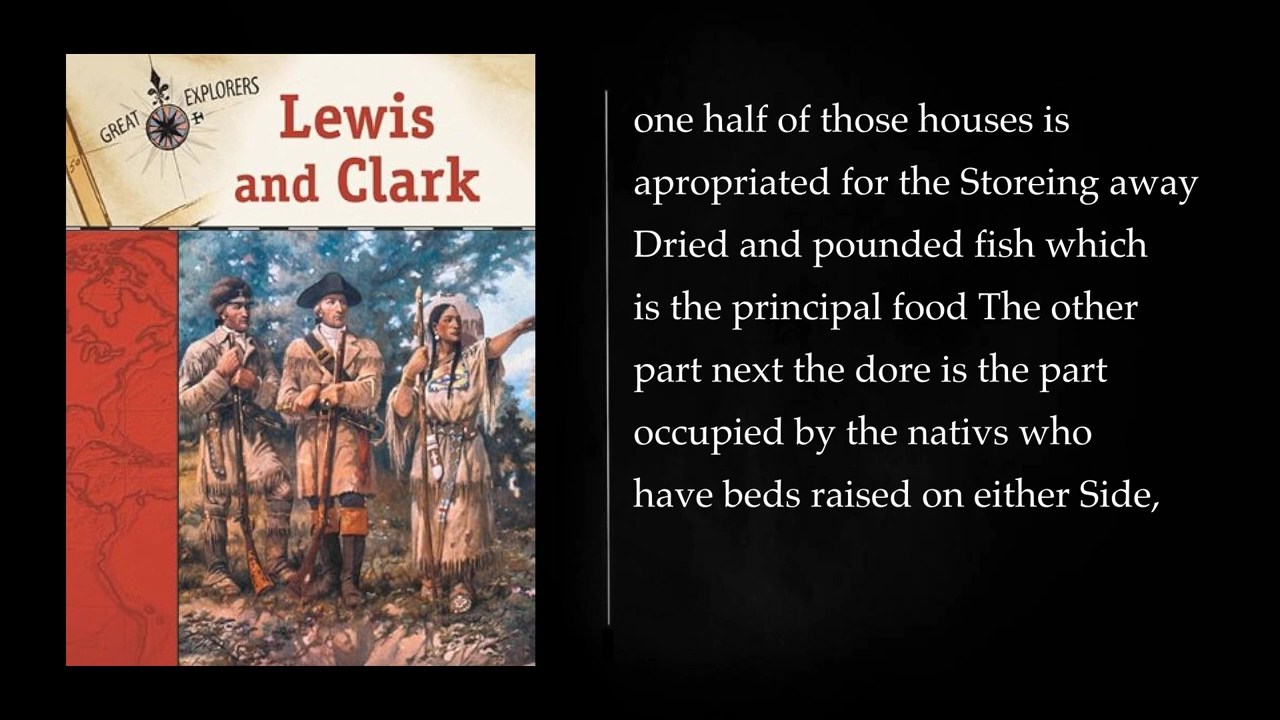 GREAT EXPLORERS
Lewis
and Clark
one half of those houses is
apropriated for the Storeing away
Dried and pounded fish which
is the principal food The other
part next the dore is the part
occupied by the nativs who
have beds raised on either Side,